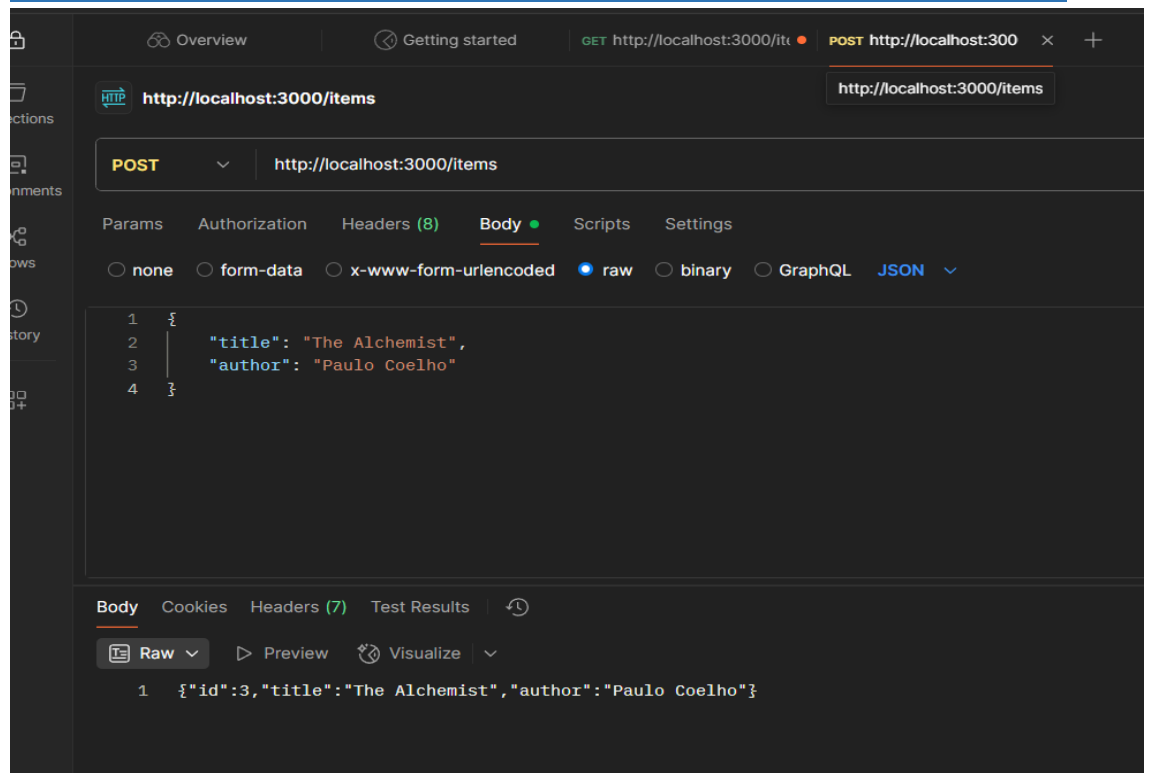 Overview Getting started GET http://localhost:3000/ite POST http://localhost:300
HTTP http://localhost:3000/items
http://localhost:3000/items
ctions
POST http://localhost:3000/items
nments
Params Authorization Headers (8) Body Scripts Settings
ows
none form-data x-www-form-urlencoded raw binary GraphQL JSON
1 {
story
2 "title": "The Alchemist",
3 "author": "Paulo Coelho"
4 }
Body Cookies Headers (7) Test Results
Raw Preview Visualize
1 {"id":3,"title":"The Alchemist","author":"Paulo Coelho"}